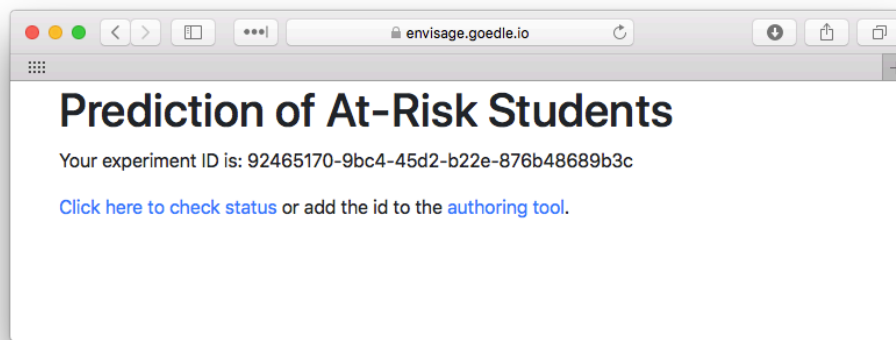 envisage.goedle.io
Prediction of At-Risk Students
Your experiment ID is: 92465170-9bc4-45d2-b22e-876b48689b3c
Click here to check status or add the id to the authoring tool.